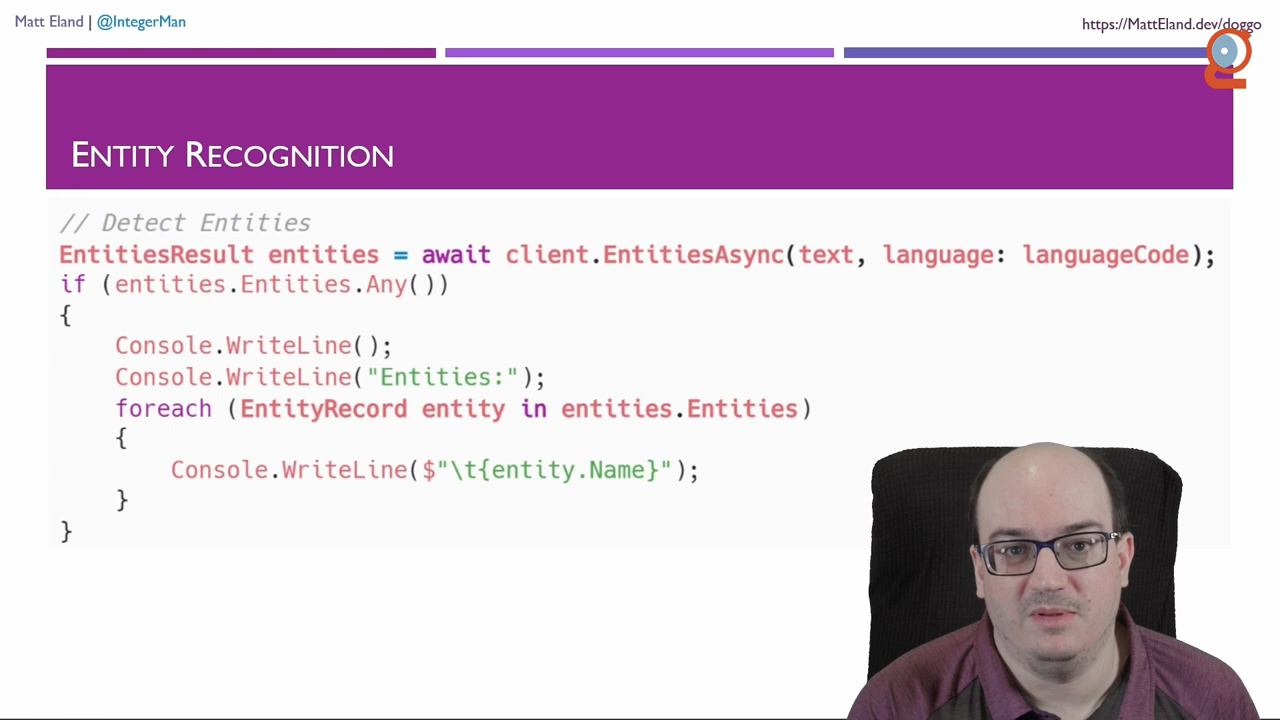 Matt Eland | @IntegerMan
https://MattEland.dev/doggo
ENTITY RECOGNITION
// Detect Entities
EntitiesResult entities = await client.EntitiesAsync(text, language: languageCode);
if (entities.Entities.Any())
{
    Console.WriteLine();
    Console.WriteLine("Entities:");
    foreach (EntityRecord entity in entities.Entities)
    {
        Console.WriteLine($"\t{entity.Name}");
    }
}